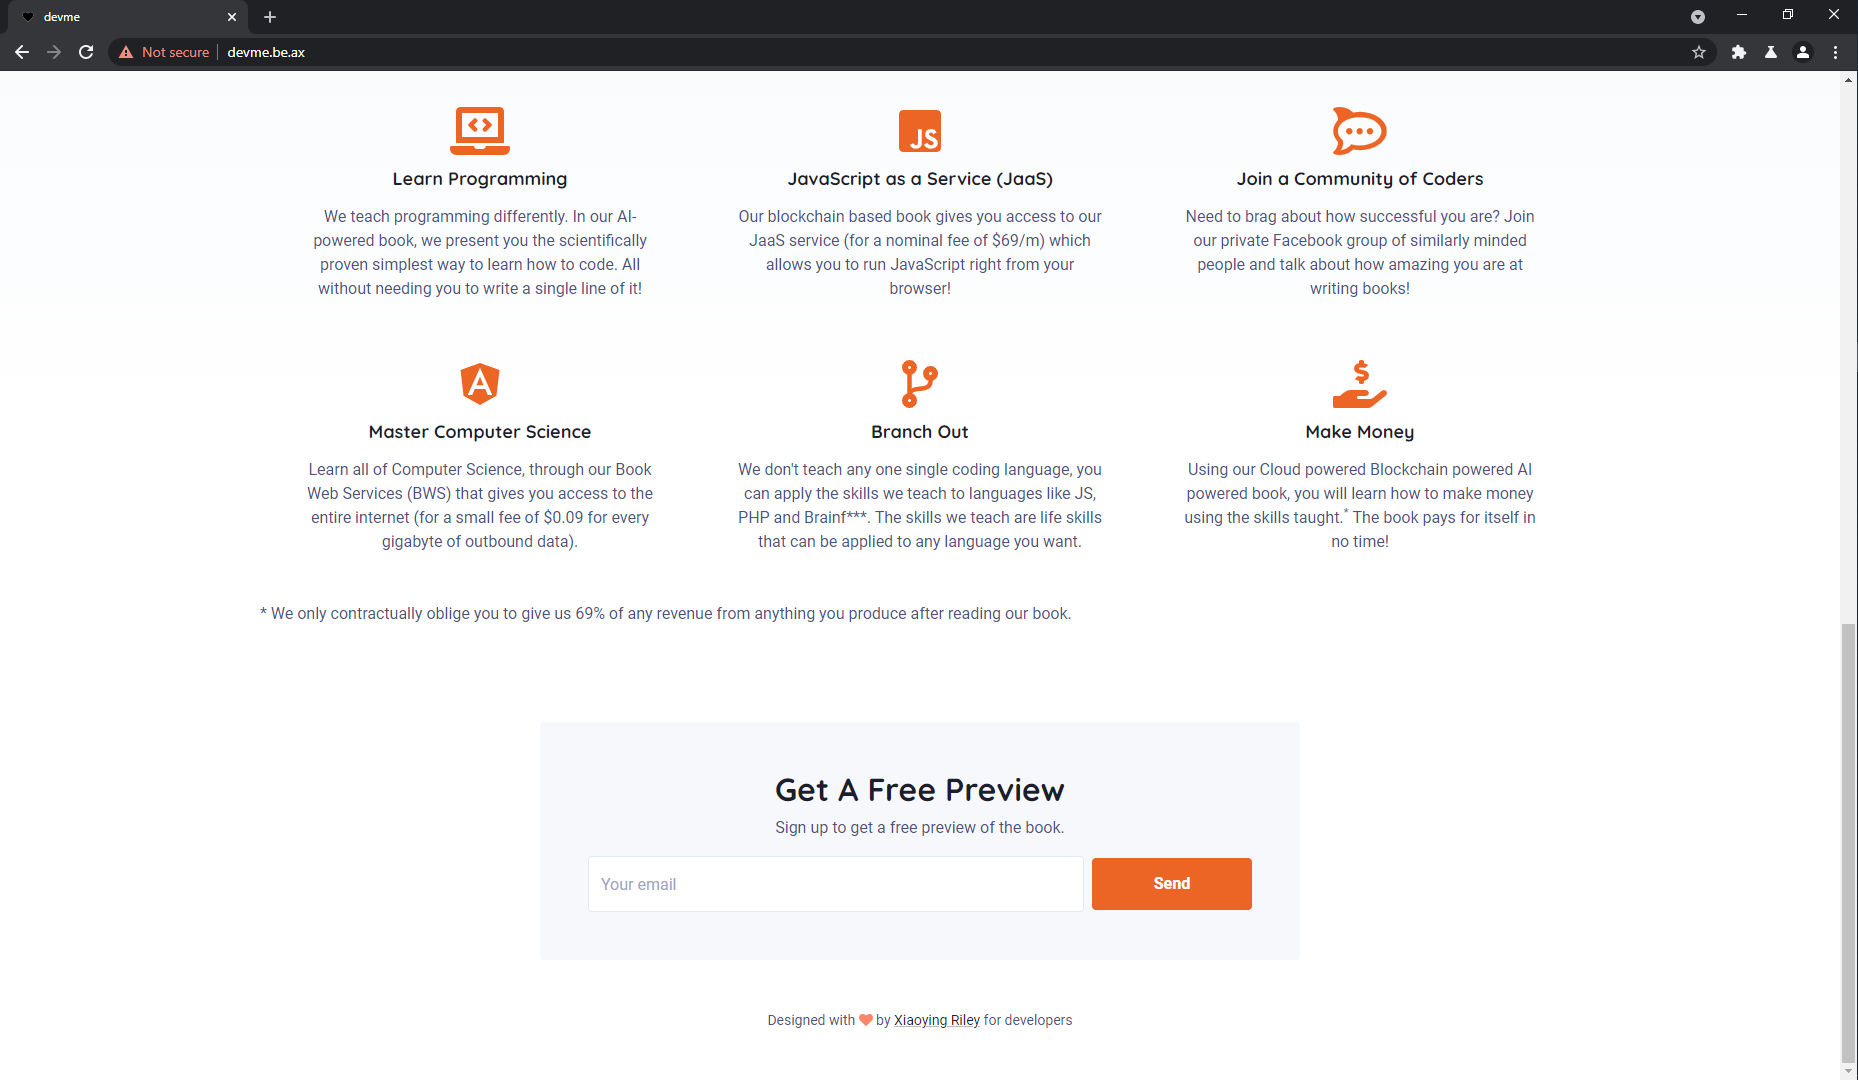 devme
Not secure
devme.be.ax
JS
Learn Programming
We teach programming differently. In our AI-
powered book, we present you the scientifically
proven simplest way to learn how to code. All
without needing you to write a single line of it!
JavaScript as a Service (JaaS)
Our blockchain based book gives you access to our
JaaS service (for a nominal fee of $69/m) which
allows you to run JavaScript right from your
browser!
Join a Community of Coders
Need to brag about how successful you are? Join
our private Facebook group of similarly minded
people and talk about how amazing you are at
writing books!
A
$
Master Computer Science
Learn all of Computer Science, through our Book
Web Services (BWS) that gives you access to the
entire internet (for a small fee of $0.09 for every
gigabyte of outbound data).
Branch Out
We don't teach any one single coding language, you
can apply the skills we teach to languages like JS,
PHP and Brainf***. The skills we teach are life skills
that can be applied to any language you want.
Make Money
Using our Cloud powered Blockchain powered AI
powered book, you will learn how to make money
using the skills taught.* The book pays for itself in
no time!
* We only contractually oblige you to give us 69% of any revenue from anything you produce after reading our book.
Get A Free Preview
Sign up to get a free preview of the book.
Your email
Send
Designed with ❤ by Xiaoying Riley for developers